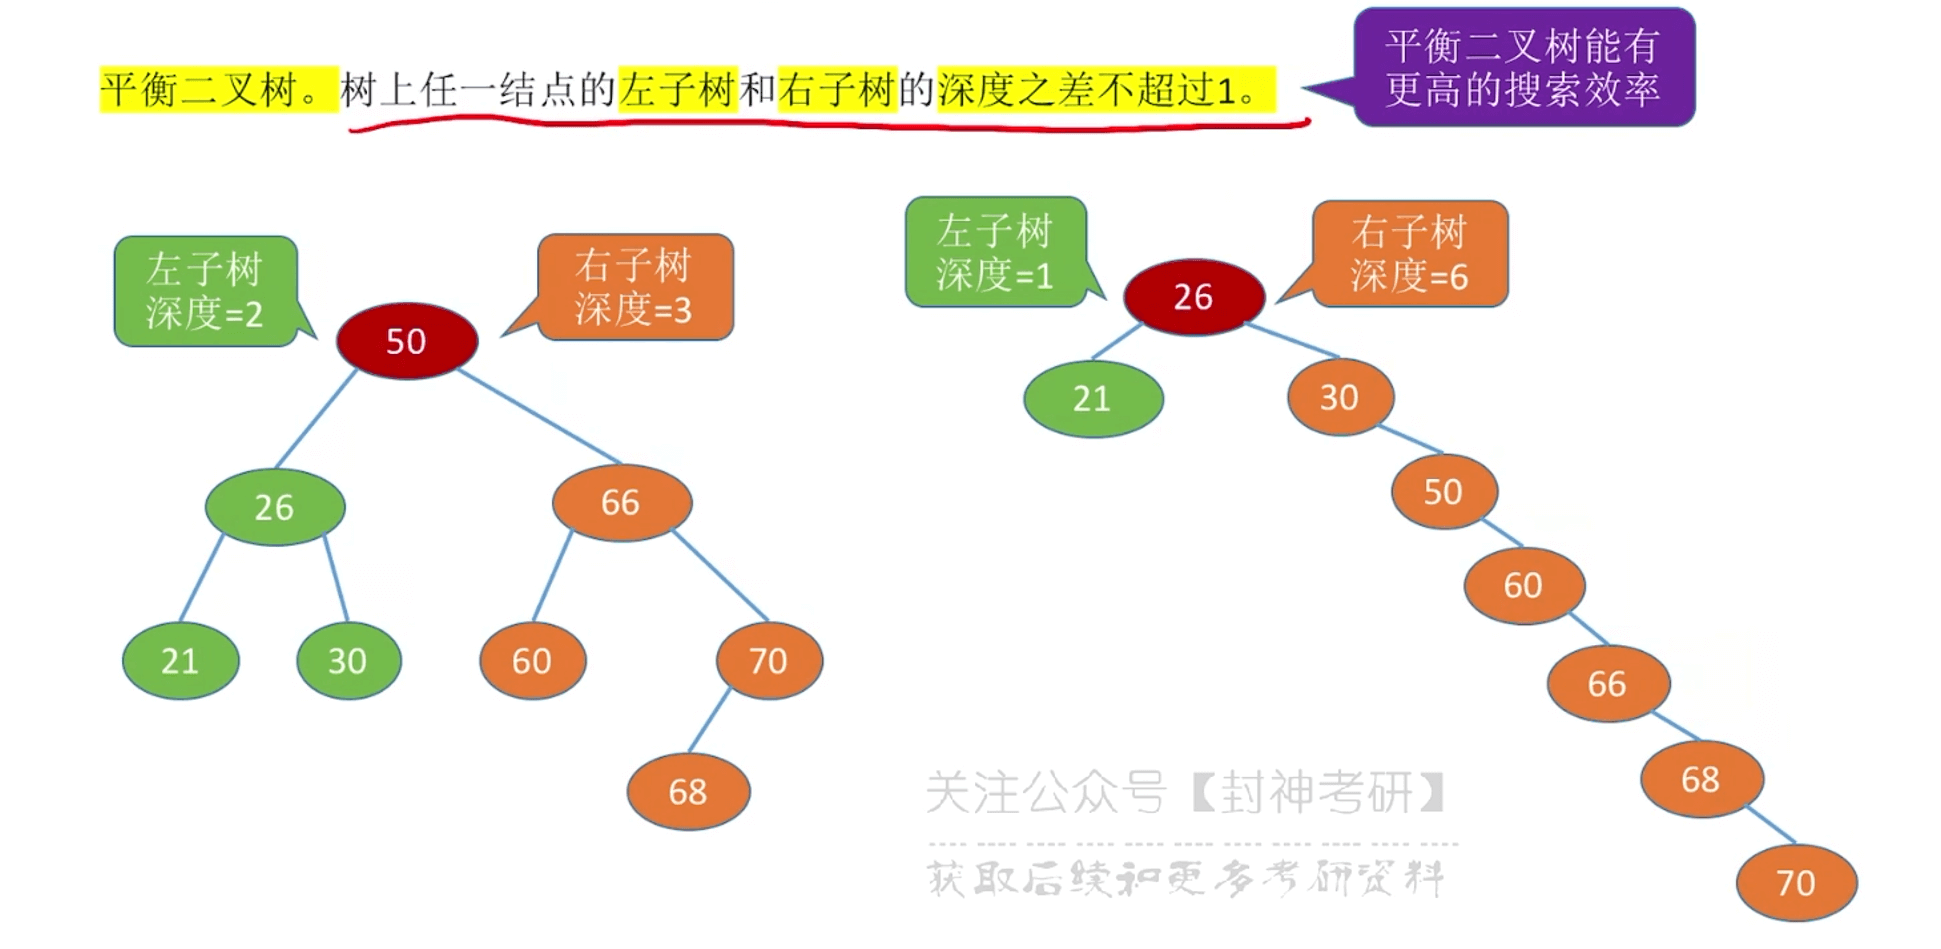 平衡二叉树。树上任一结点的左子树和右子树的深度之差不超过1。
平衡二叉树能有
更高的搜索效率
左子树
深度=2
右子树
深度=3
50
26
66
21
30
60
70
68
左子树
深度=1
右子树
深度=6
26
21
30
50
60
66
68
70
关注公众号【封神考研】
获取后续和更多考研资料